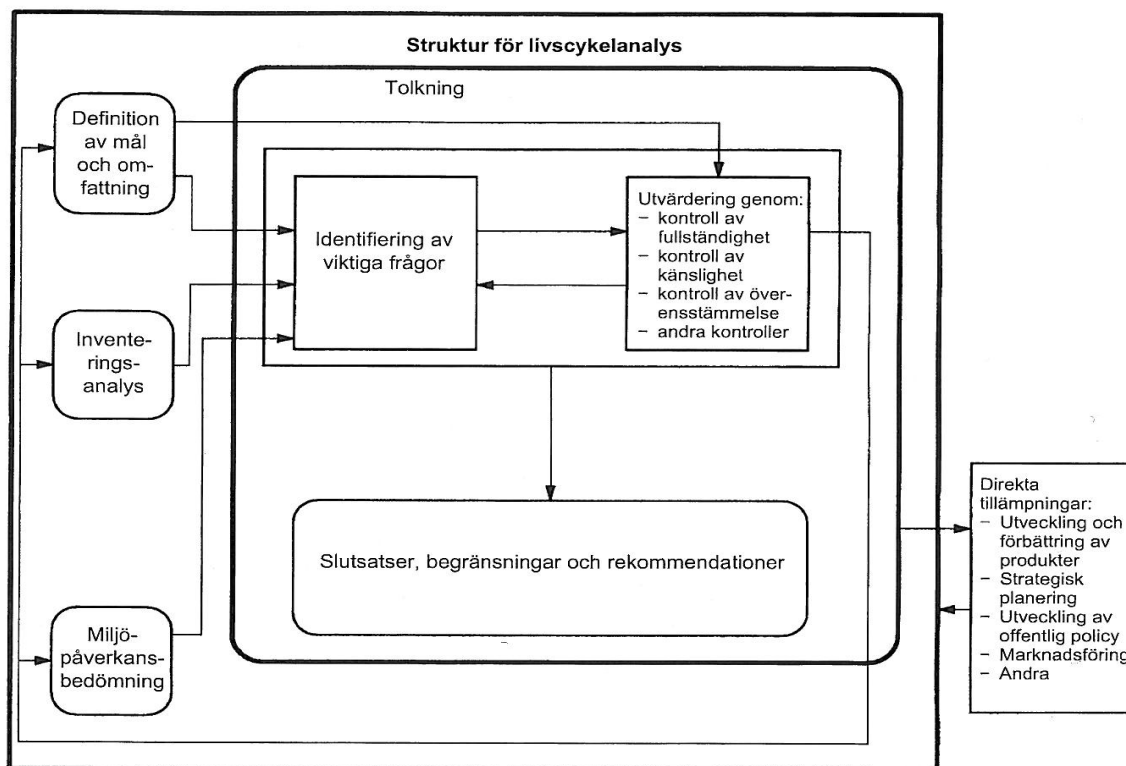 Struktur för livscykelanalys
Tolkning
Definition
av mål
och om-
fattning
Identifiering av
viktiga frågor
Utvärdering genom:
– kontroll av
fullständighet
– kontroll av
känslighet
– kontroll av över-
ensstämmelse
– andra kontroller
Invente-
rings-
analys
Slutsatser, begränsningar och rekommendationer
Miljö-
påverkans-
bedömning
Direkta
tillämpningar:
– Utveckling och
förbättring av
produkter
– Strategisk
planering
– Utveckling av
offentlig policy
– Marknadsföring
– Andra